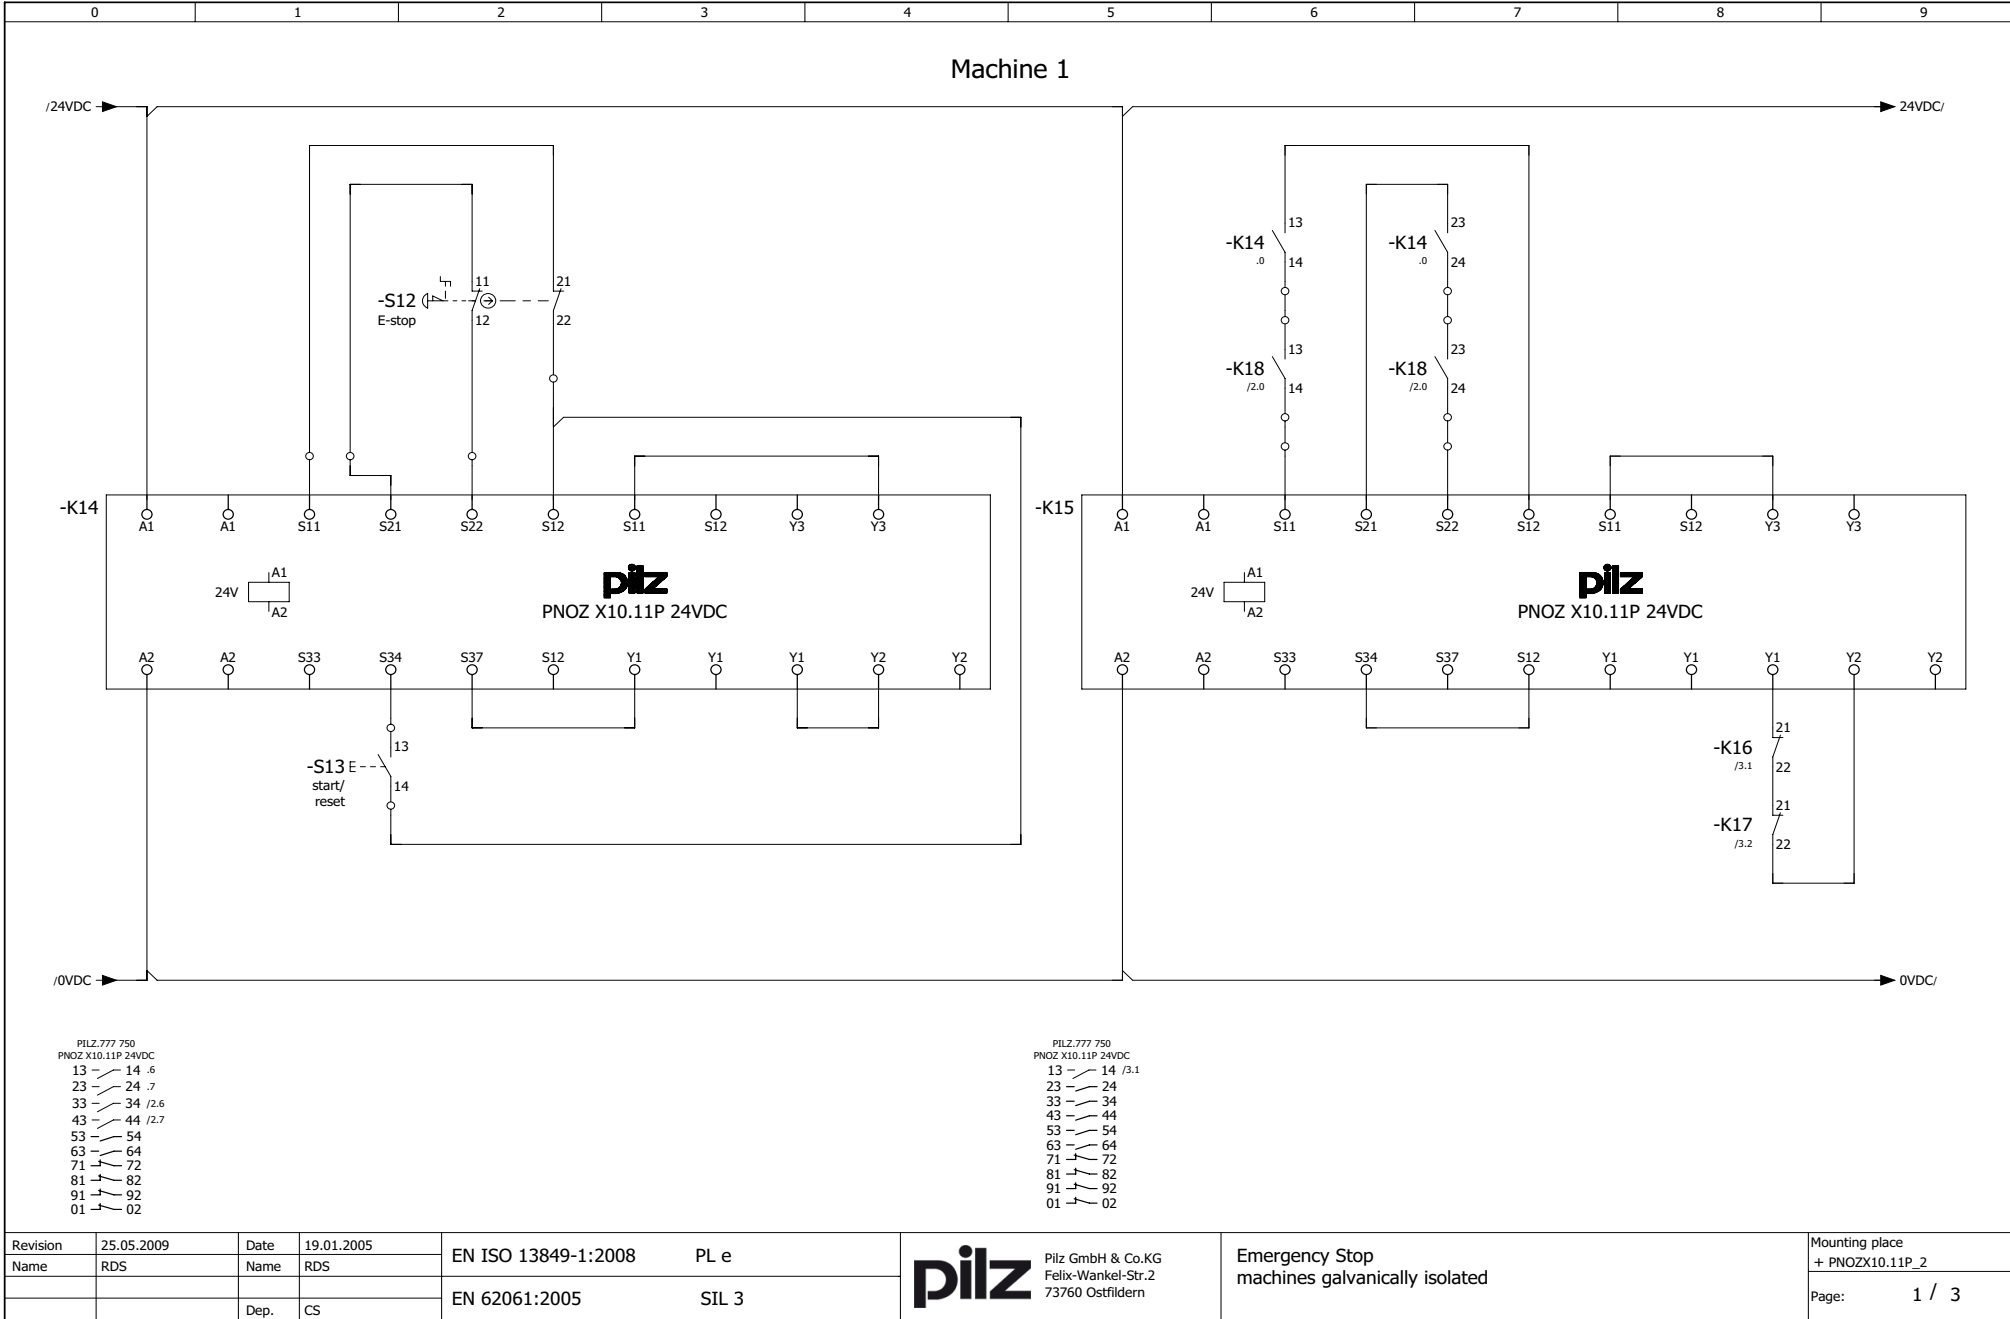 0 1 2 3 4 5 6 7 8 9
Machine 1
/24VDC
24VDC/
-S12
E-stop
11
12
21
22
-K14
.0
13
14
-K14
.0
23
24
-K18
/2.0
13
14
-K18
/2.0
23
24
-K14
A1 A1 S11 S21 S22 S12 S11 S12 Y3 Y3
24V
A1
A2
pilz
PNOZ X10.11P 24VDC
A2 A2 S33 S34 S37 S12 Y1 Y1 Y1 Y2 Y2
-K15
A1 A1 S11 S21 S22 S12 S11 S12 Y3 Y3
24V
A1
A2
pilz
PNOZ X10.11P 24VDC
A2 A2 S33 S34 S37 S12 Y1 Y1 Y1 Y2 Y2
-S13
start/
reset
13
14
-K16
/3.1
21
22
-K17
/3.2
21
22
/0VDC
0VDC/
PILZ.777 750
PNOZ X10.11P 24VDC
13 14 .6
23 24 .7
33 34 /2.6
43 44 /2.7
53 54
63 64
71 72
81 82
91 92
01 02
PILZ.777 750
PNOZ X10.11P 24VDC
13 14 /3.1
23 24
33 34
43 44
53 54
63 64
71 72
81 82
91 92
01 02
Revision 25.05.2009 Date 19.01.2005
Name RDS Name RDS
Dep. CS
EN ISO 13849-1:2008 PL e
EN 62061:2005 SIL 3
pilz
Pilz GmbH & Co.KG
Felix-Wankel-Str.2
73760 Ostfildern
Emergency Stop
machines galvanically isolated
Mounting place
+ PNOZX10.11P_2
Page: 1 / 3